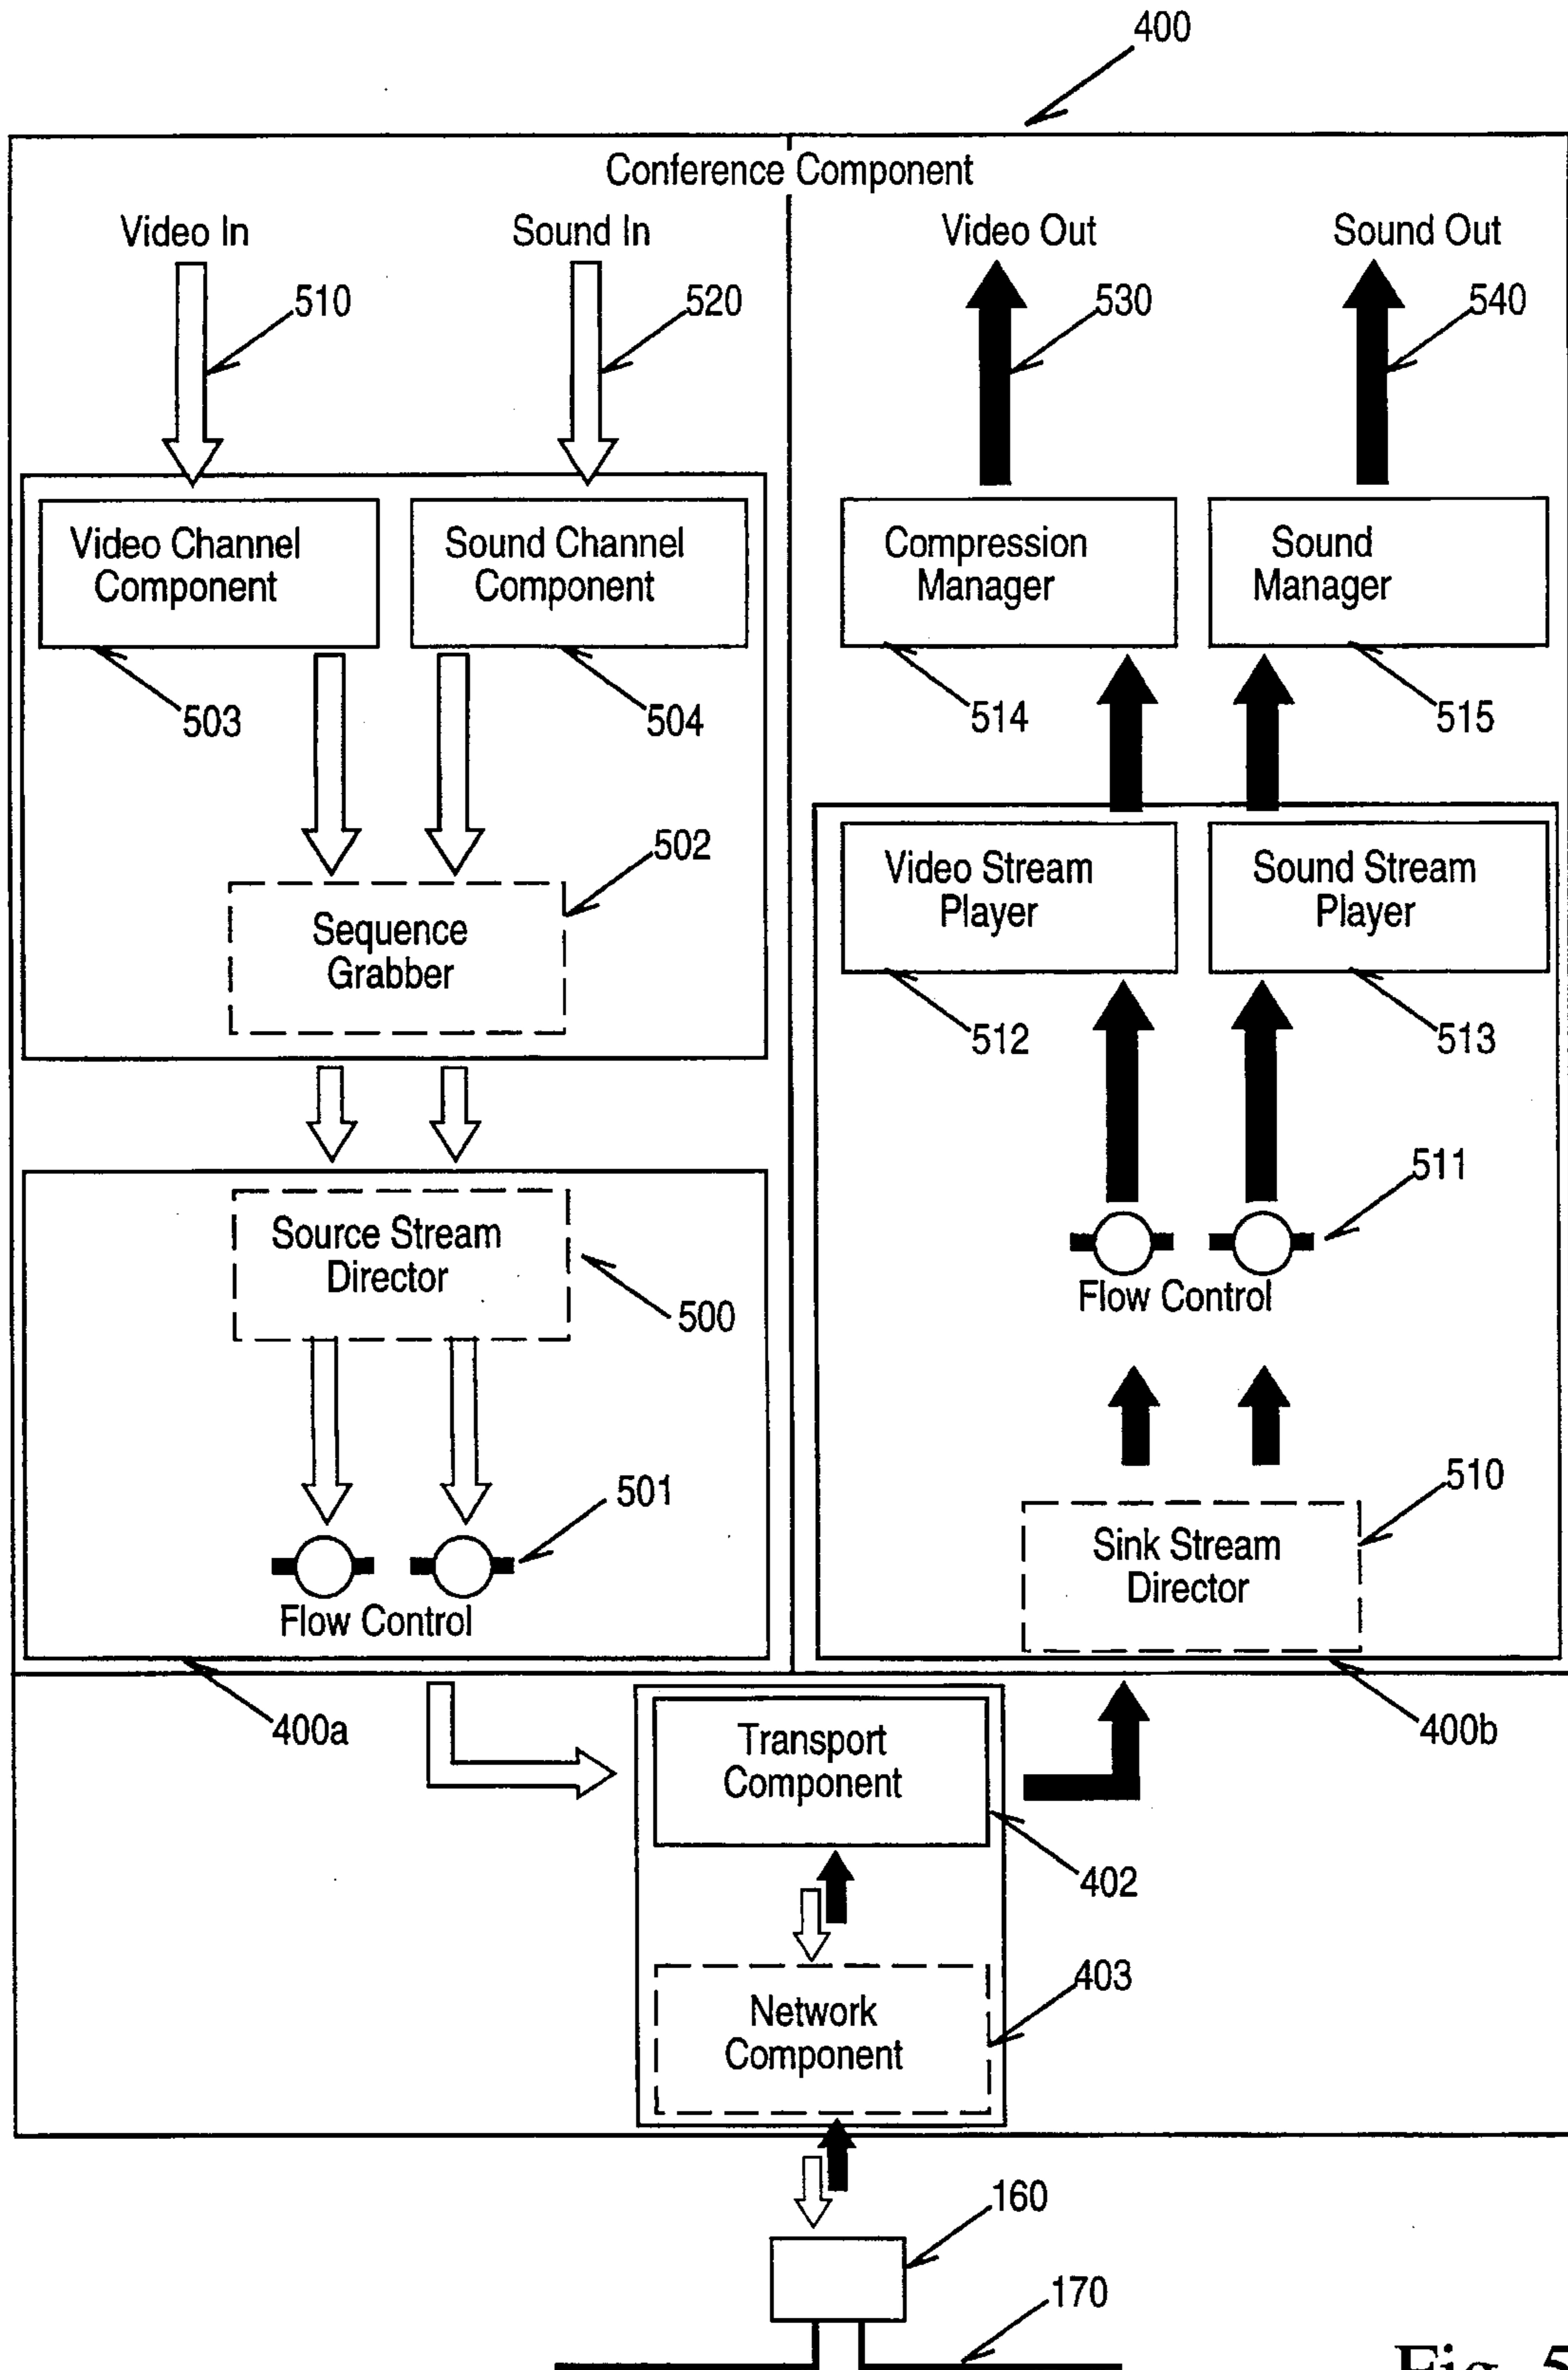 400
Conference Component
Video In
Sound In
Video Out
Sound Out
510
520
530
540
Video Channel
Component
Sound Channel
Component
Compression
Manager
Sound
Manager
503
504
514
515
502
Sequence
Grabber
Video Stream
Player
Sound Stream
Player
512
513
Source Stream
Director
500
511
Flow Control
501
Flow Control
510
Sink Stream
Director
400a
400b
Transport
Component
402
403
Network
Component
160
170
Fig. 5